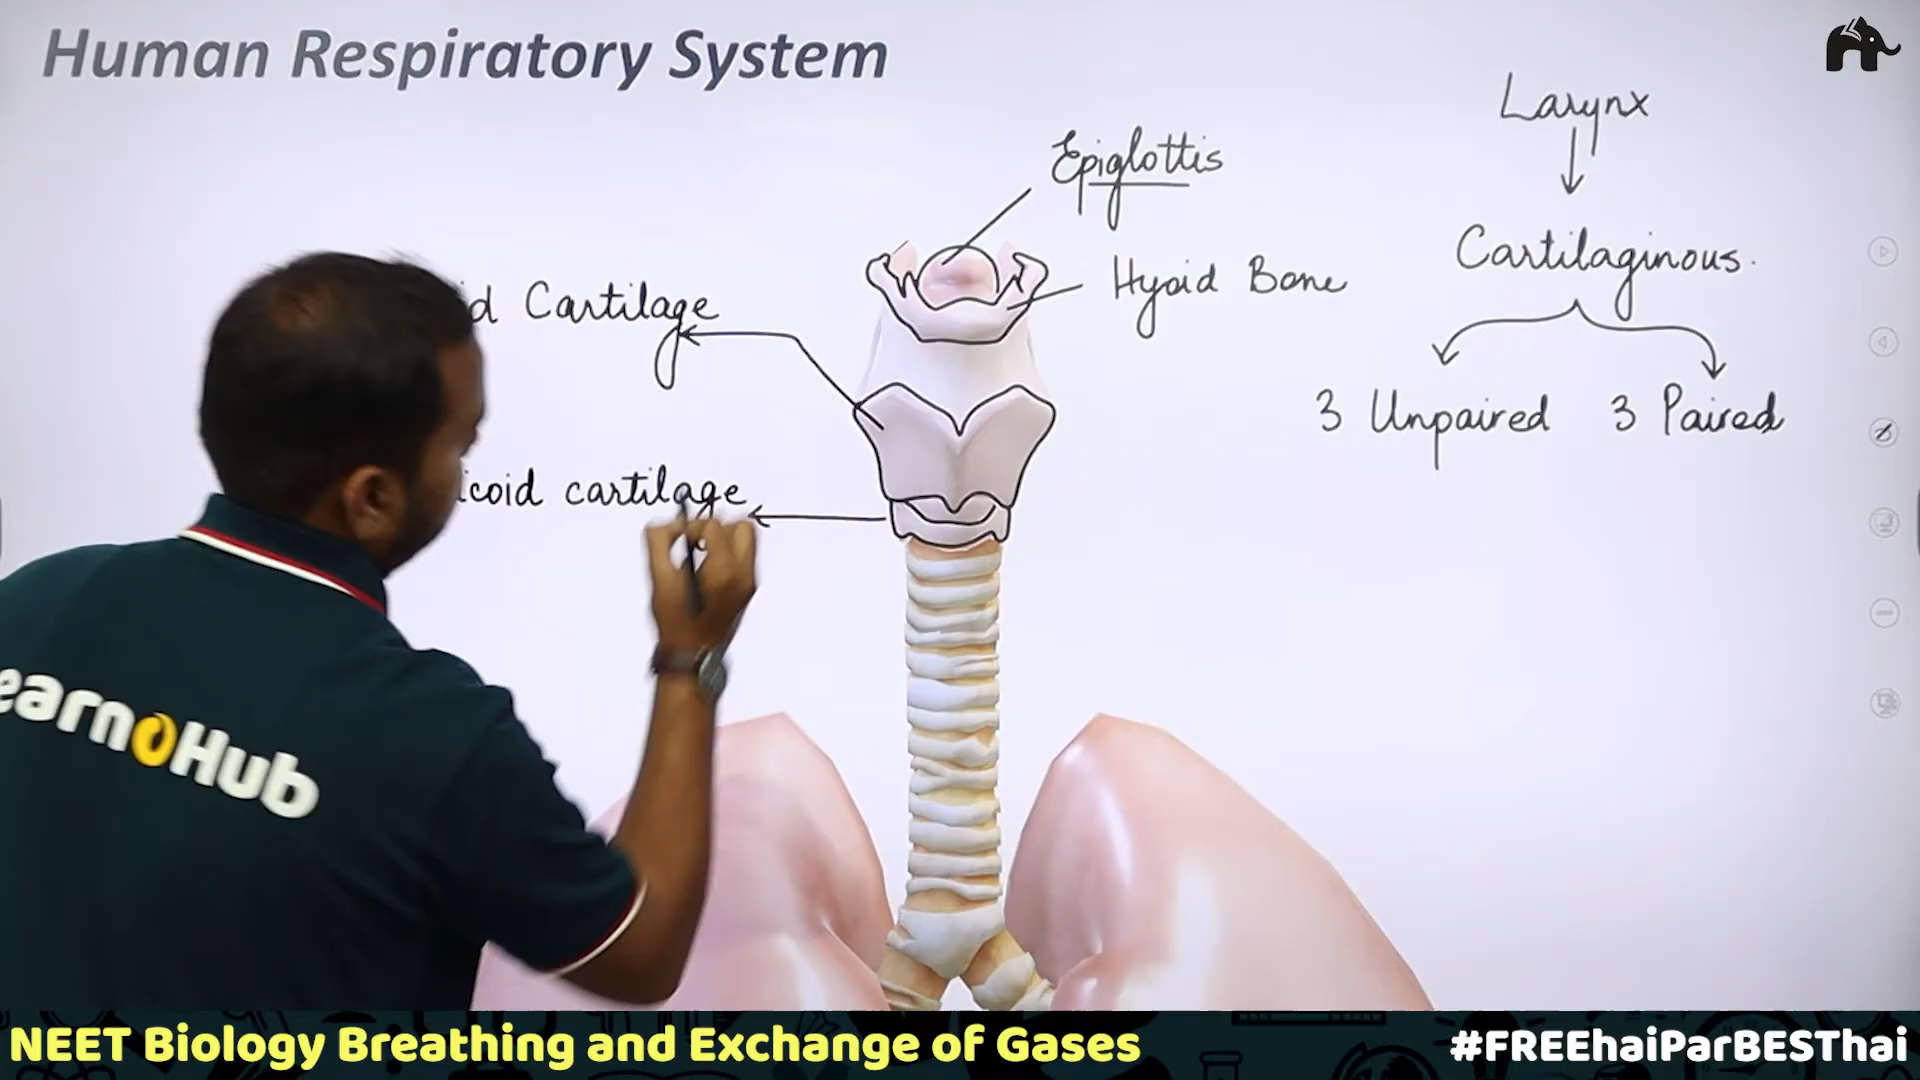 Human Respiratory System
Larynx
Epiglottis
Cartilaginous.
Hyoid Bone
d Cartilage
3 Unpaired 3 Paired
icoid cartilage
earnoHub
NEET Biology Breathing and Exchange of Gases
#FREEhaiParBESThai